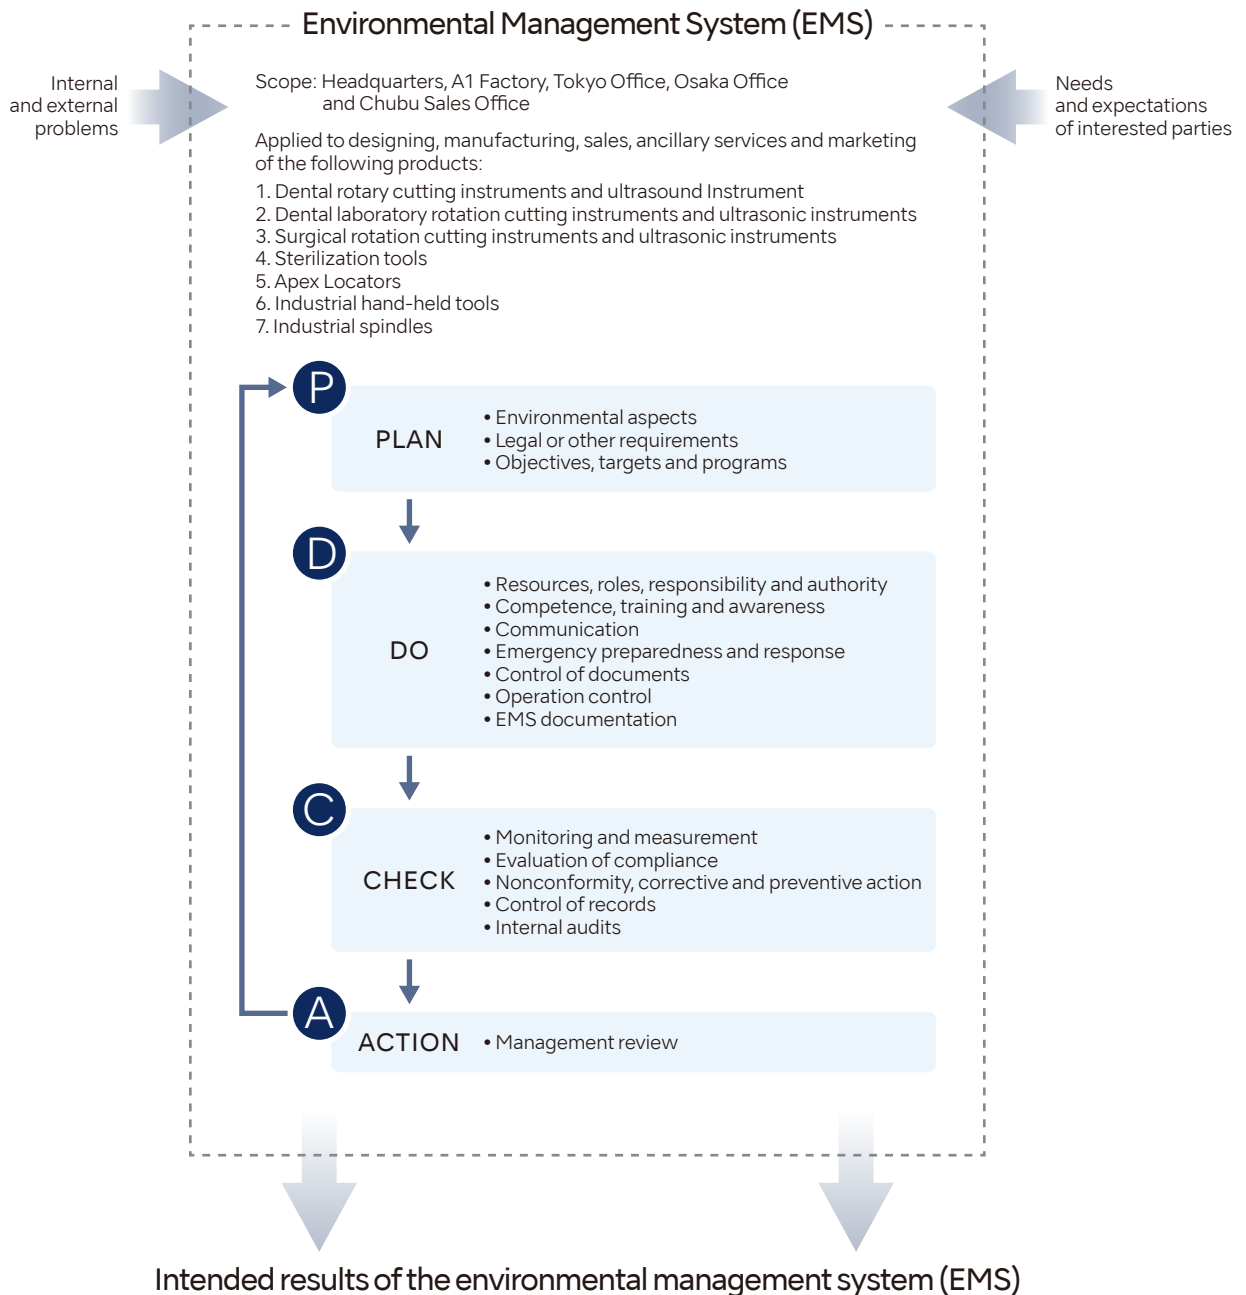 Environmental Management System (EMS)
Internal
and external
problems
Needs
and expectations
of interested parties
Scope: Headquarters, A1 Factory, Tokyo Office, Osaka Office
and Chubu Sales Office
Applied to designing, manufacturing, sales, ancillary services and marketing
of the following products:
1. Dental rotary cutting instruments and ultrasound Instrument
2. Dental laboratory rotation cutting instruments and ultrasonic instruments
3. Surgical rotation cutting instruments and ultrasonic instruments
4. Sterilization tools
5. Apex Locators
6. Industrial hand-held tools
7. Industrial spindles
P
PLAN
• Environmental aspects
• Legal or other requirements
• Objectives, targets and programs
D
DO
• Resources, roles, responsibility and authority
• Competence, training and awareness
• Communication
• Emergency preparedness and response
• Control of documents
• Operation control
• EMS documentation
C
CHECK
• Monitoring and measurement
• Evaluation of compliance
• Nonconformity, corrective and preventive action
• Control of records
• Internal audits
A
ACTION
• Management review
Intended results of the environmental management system (EMS)